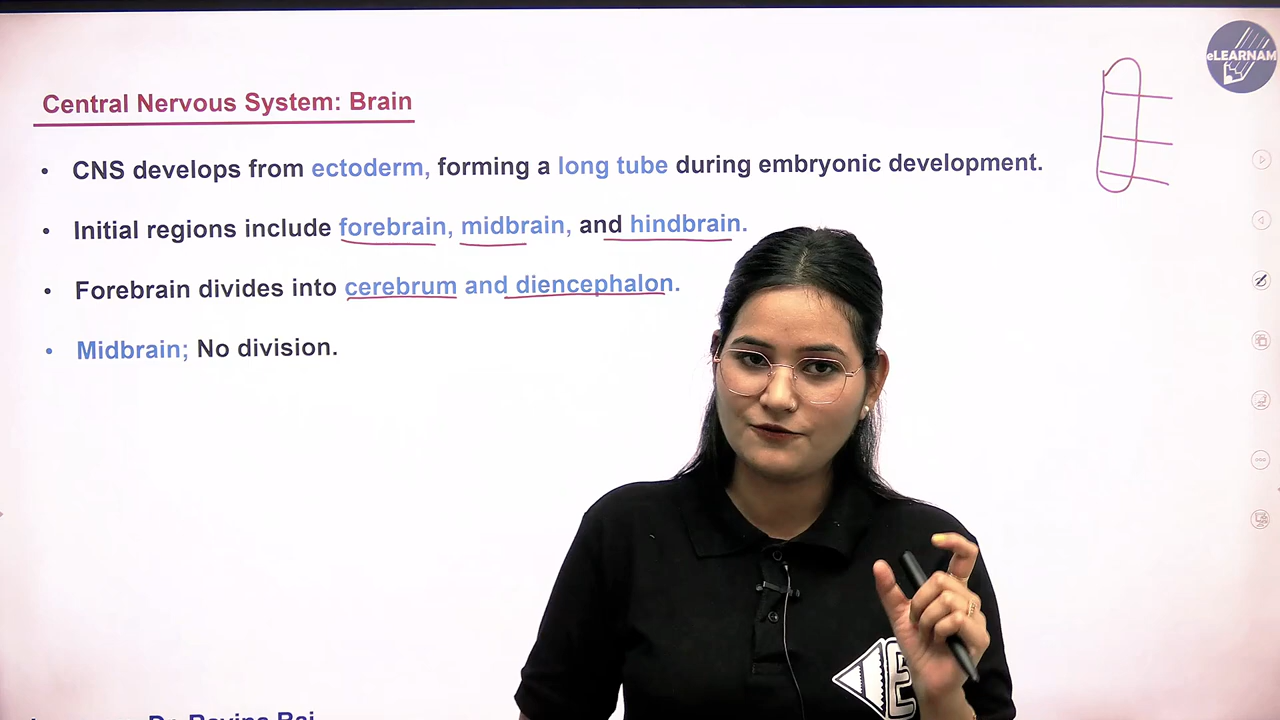 eLEARNAM
Central Nervous System: Brain
• CNS develops from ectoderm, forming a long tube during embryonic development.
• Initial regions include forebrain, midbrain, and hindbrain.
• Forebrain divides into cerebrum and diencephalon.
• Midbrain; No division.